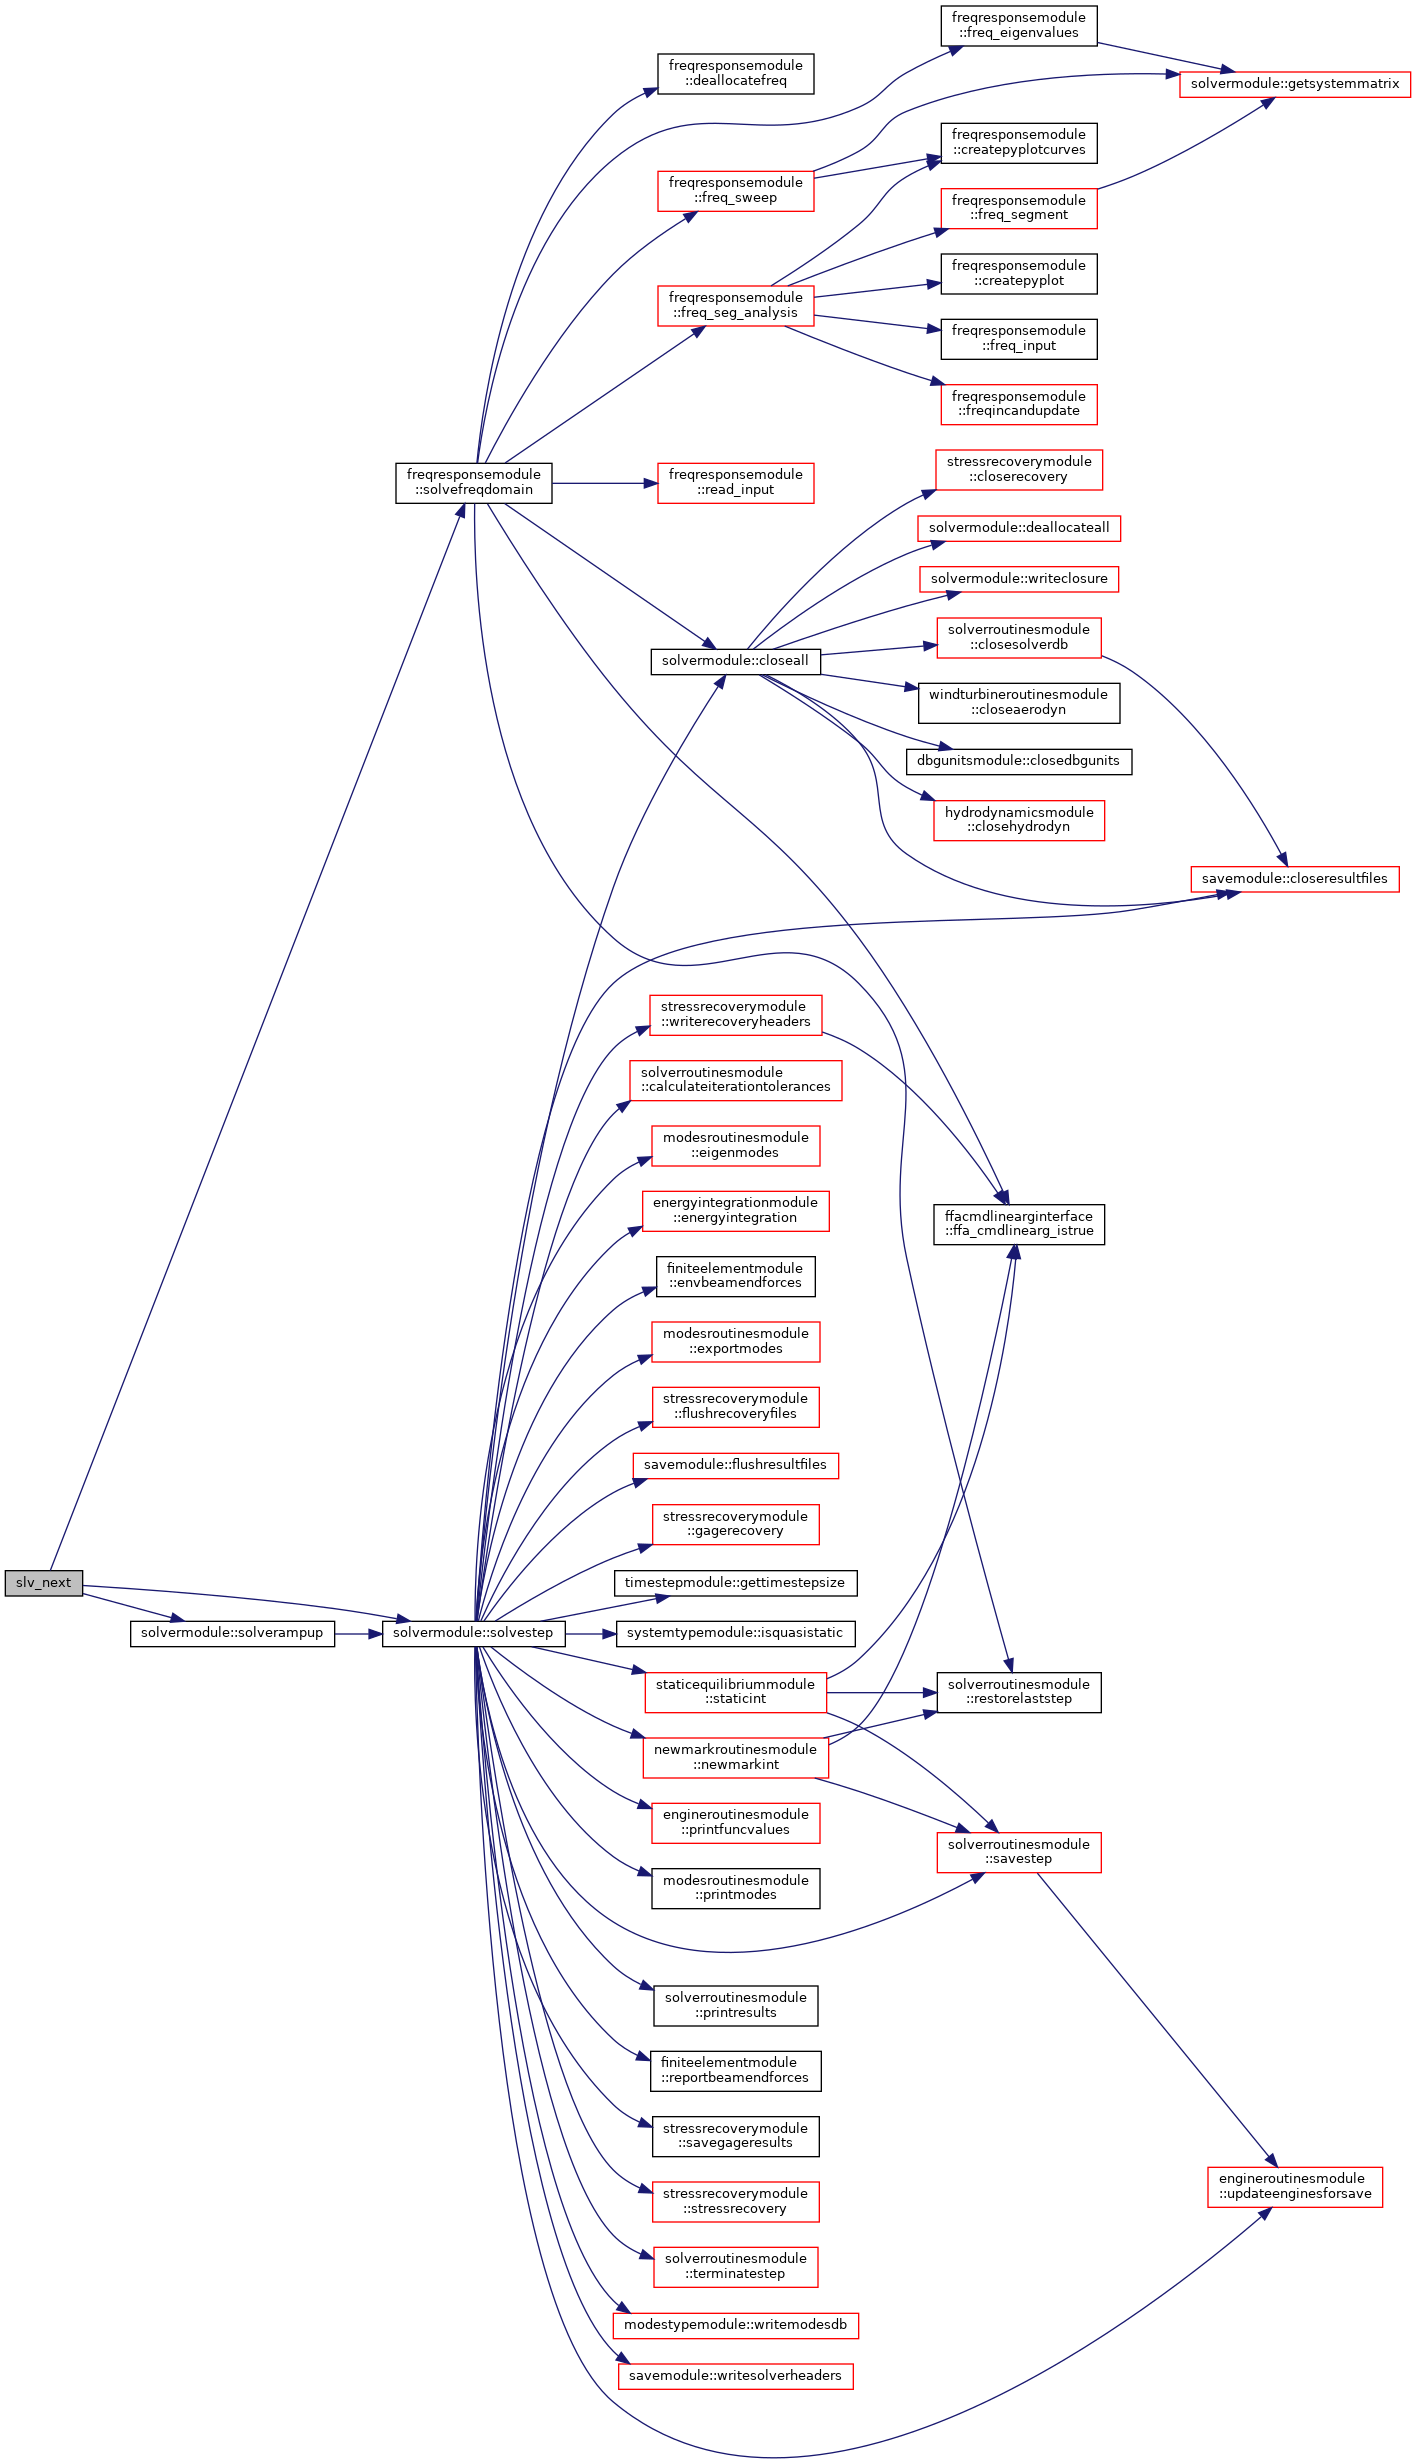 freqresponsemodule
::freq_eigenvalues
freqresponsemodule
::deallocatefreq
solvermodule::getsystemmatrix
freqresponsemodule
::createpyplotcurves
freqresponsemodule
::freq_sweep
freqresponsemodule
::freq_segment
freqresponsemodule
::createpyplot
freqresponsemodule
::freq_seg_analysis
freqresponsemodule
::freq_input
freqresponsemodule
::freqincandupdate
stressrecoverymodule
::closerecovery
freqresponsemodule
::solvefreqdomain
freqresponsemodule
::read_input
solvermodule::deallocateall
solvermodule::writeclosure
solverroutinesmodule
::closesolverdb
solvermodule::closeall
windturbineroutinesmodule
::closeaerodyn
dbgunitsmodule::closedbgunits
hydrodynamicsmodule
::closehydrodyn
savemodule::closeresultfiles
stressrecoverymodule
::writerecoveryheaders
solverroutinesmodule
::calculateiterationtolerances
modesroutinesmodule
::eigenmodes
energyintegrationmodule
::energyintegration
ffacmdlinearginterface
::ffa_cmdlinearg_istrue
finiteelementmodule
::envbeamendforces
modesroutinesmodule
::exportmodes
stressrecoverymodule
::flushrecoveryfiles
savemodule::flushresultfiles
stressrecoverymodule
::gagerecovery
slv_next
timestepmodule::gettimestepsize
solvermodule::solverampup
solvermodule::solvestep
systemtypemodule::isquasistatic
staticequilibriummodule
::staticint
solverroutinesmodule
::restorelaststep
newmarkroutinesmodule
::newmarkint
engineroutinesmodule
::printfuncvalues
solverroutinesmodule
::savestep
modesroutinesmodule
::printmodes
solverroutinesmodule
::printresults
finiteelementmodule
::reportbeamendforces
stressrecoverymodule
::savegageresults
engineroutinesmodule
::updateenginesforsave
stressrecoverymodule
::stressrecovery
solverroutinesmodule
::terminatestep
modestypemodule::writemodesdb
savemodule::writesolverheaders